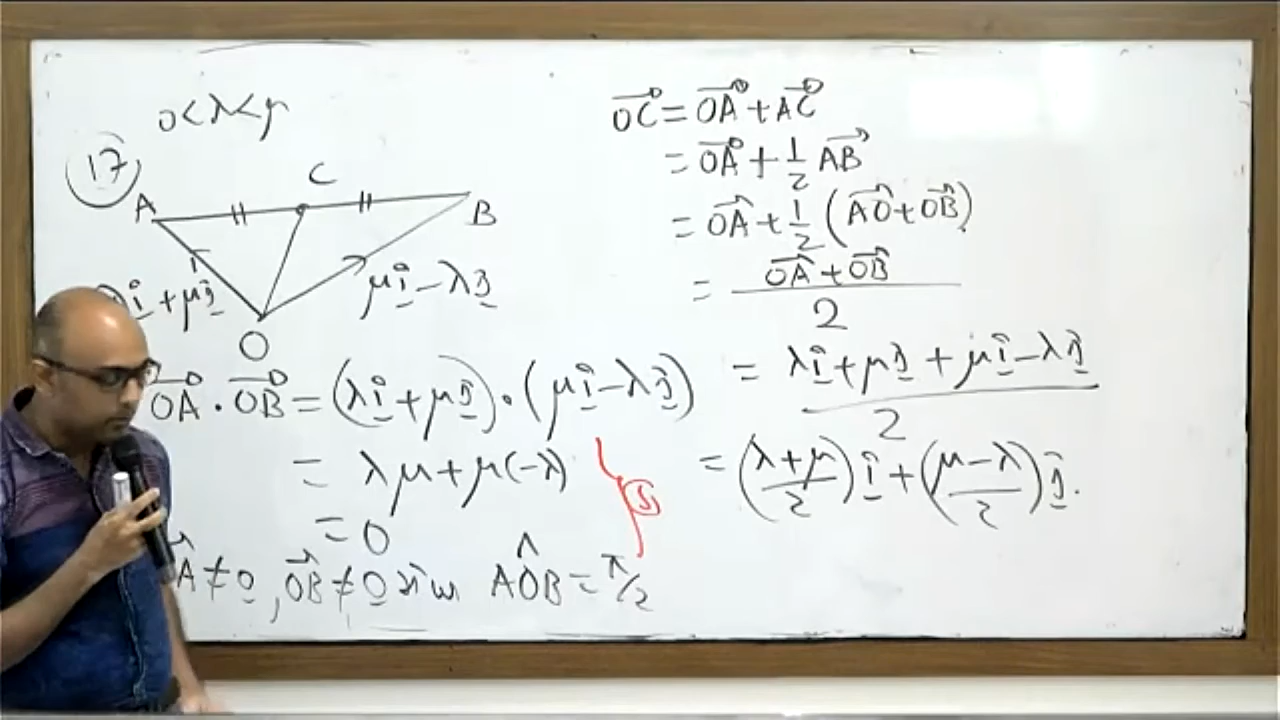 0<λ<μ
17
C
A
B
i+μj
μi-λj
O
OA⃗ · OB⃗ = (λi+μj)·(μi-λj)
= λμ+μ(-λ)
= 0
A⃗≠0, OB⃗≠0 AÔB = π/2
5
OC⃗ = OA⃗ + AC⃗
= OA⃗ + 1/2 AB⃗
= OA⃗ + 1/2 (AO⃗+OB⃗)
= OA⃗+OB⃗ / 2
= λi+μj+μi-λj / 2
= (λ+μ / 2)i + (μ-λ / 2)j.